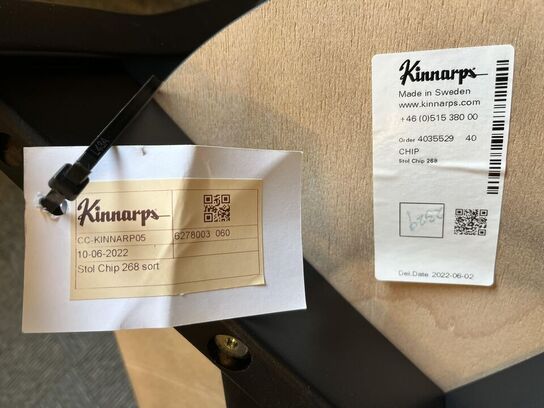 Kinnarps
Made in Sweden
www.kinnarps.com
+46 (0)515 380 00
Order 4035529 40
CHIP
Stol Chip 268
Del.Date 2022-06-02
Kinnarps
CC-KINNARP05 6278003 060
10-06-2022
Stol Chip 268 sort